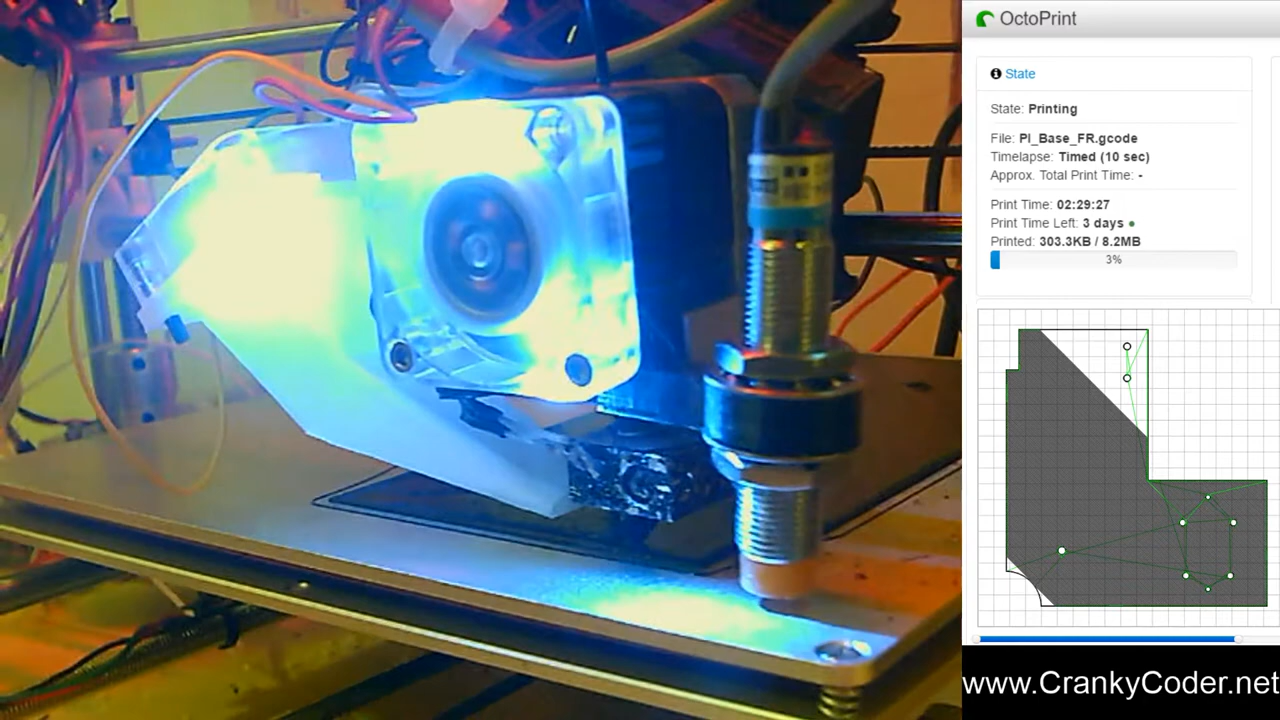 OctoPrint
State
State: Printing
File: PI_Base_FR.gcode
Timelapse: Timed (10 sec)
Approx. Total Print Time: -
Print Time: 02:29:27
Print Time Left: 3 days
Printed: 303.3KB / 8.2MB
3%
www.CrankyCoder.net